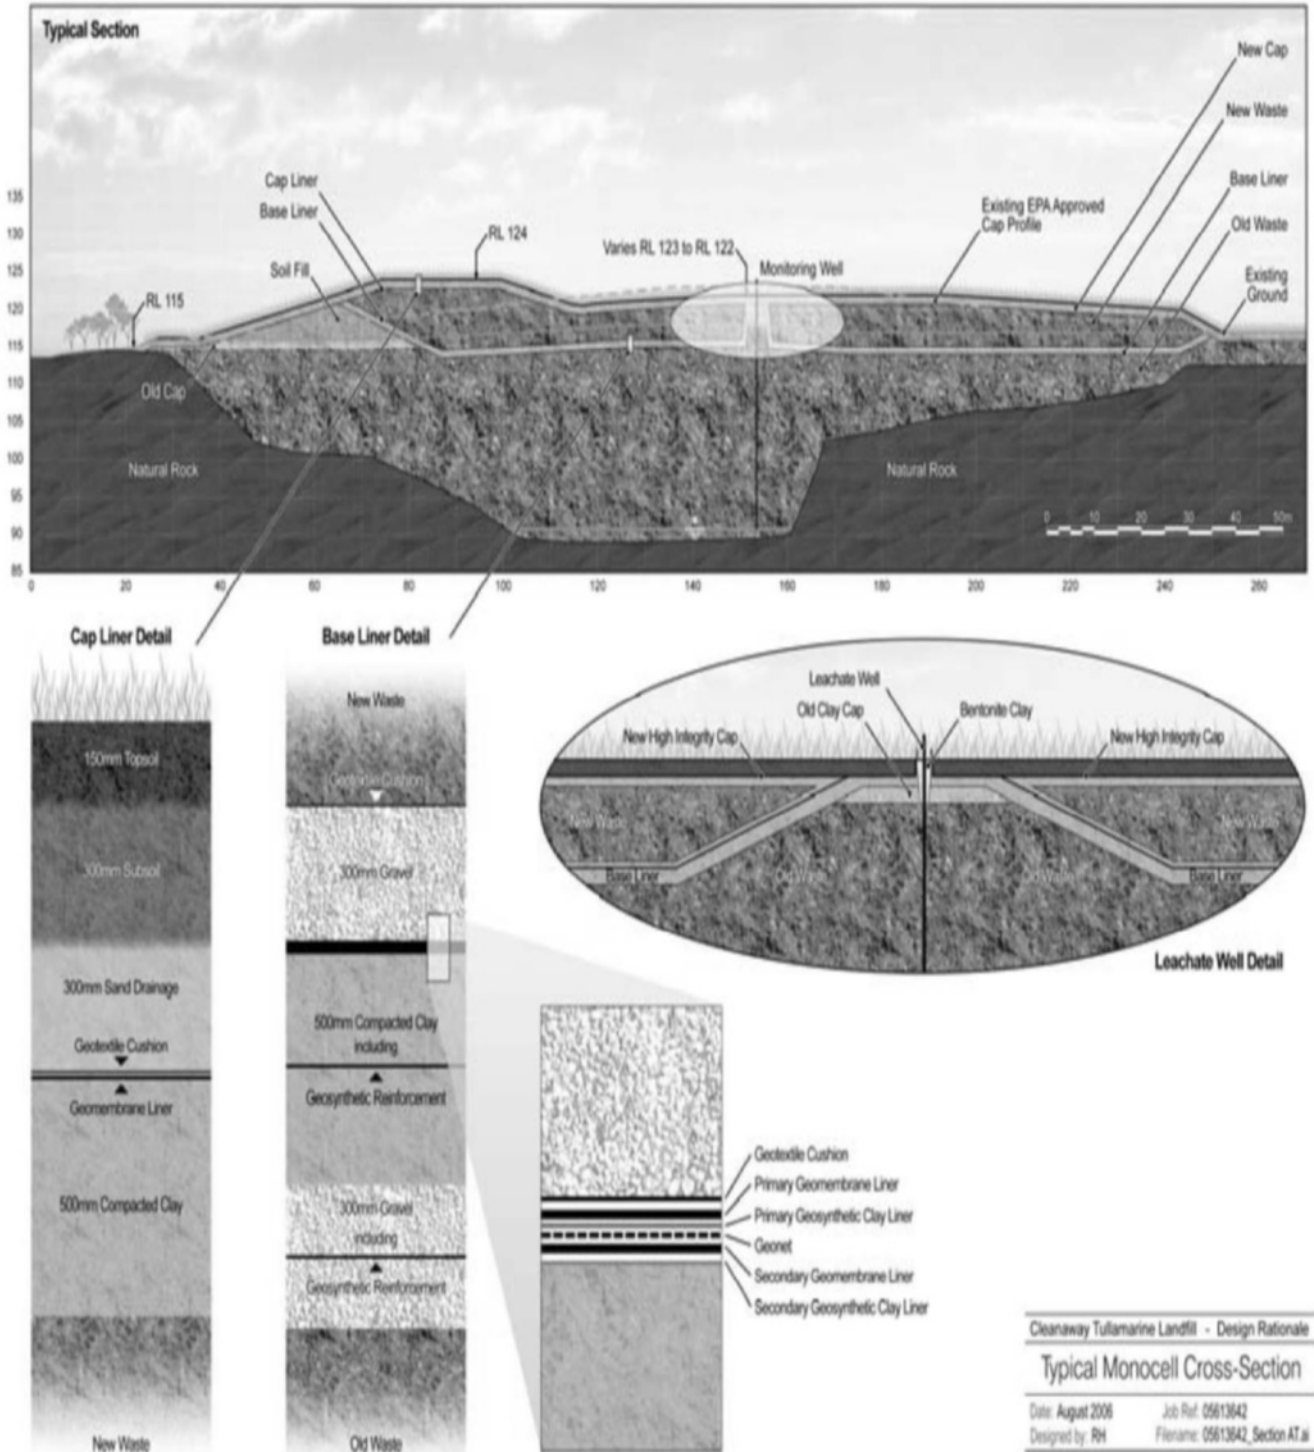 Typical Section
New Cap
New Waste
Cap Liner
Base Liner
Base Liner
Existing EPA Approved
Cap Profile
Old Waste
RL 124
Varies RL 123 to RL 122
Soil Fill
Monitoring Well
Existing
Ground
RL 115
135
130
125
120
115
110
105
100
95
90
85
Old Cap
Natural Rock
Natural Rock
0 10 20 30 40 50m
0 20 40 60 80 100 120 140 160 180 200 220 240 260
Cap Liner Detail
150mm Topsoil
300mm Subsoil
300mm Sand Drainage
Geotextile Cushion
Geomembrane Liner
500mm Compacted Clay
New Waste
Base Liner Detail
New Waste
Geotextile Cushion
300mm Gravel
500mm Compacted Clay
including
Geosynthetic Reinforcement
300mm Gravel
including
Geosynthetic Reinforcement
Old Waste
Leachate Well
Old Clay Cap
Bentonite Clay
New High Integrity Cap
New High Integrity Cap
New Waste
New Waste
Base Liner
Old Waste
Old Waste
Base Liner
Leachate Well Detail
Geotextile Cushion
Primary Geomembrane Liner
Primary Geosynthetic Clay Liner
Geonet
Secondary Geomembrane Liner
Secondary Geosynthetic Clay Liner
Cleanaway Tullamarine Landfill - Design Rationale
Typical Monocell Cross-Section
Date: August 2006 Job Ref: 05613642
Designed by: RH Filename: 05613642_Section AT.ai